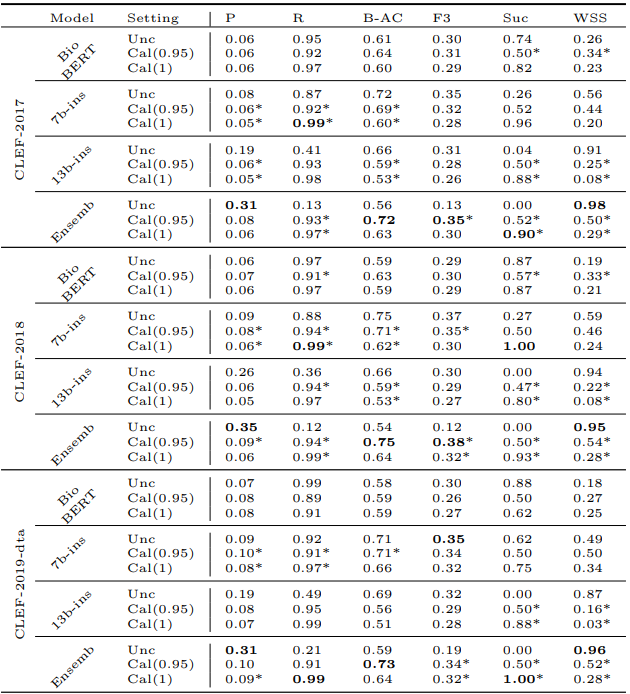 Model Setting P R B-AC F3 Suc WSS
CLEF-2017
Bio BERT
Unc 0.06 0.95 0.61 0.30 0.74 0.26
Cal(0.95) 0.06 0.92 0.64 0.31 0.50* 0.34*
Cal(1) 0.06 0.97 0.60 0.29 0.82 0.23
7b-ins
Unc 0.08 0.87 0.72 0.35 0.26 0.56
Cal(0.95) 0.06* 0.92* 0.69* 0.32 0.52 0.44
Cal(1) 0.05* 0.99* 0.60* 0.28 0.96 0.20
13b-ins
Unc 0.19 0.41 0.66 0.31 0.04 0.91
Cal(0.95) 0.06* 0.93 0.59* 0.28 0.50* 0.25*
Cal(1) 0.05* 0.98 0.53* 0.26 0.88* 0.08*
Ensemb
Unc 0.31 0.13 0.56 0.13 0.00 0.98
Cal(0.95) 0.08 0.93* 0.72 0.35* 0.52* 0.50*
Cal(1) 0.06 0.97* 0.63 0.30 0.90* 0.29*
CLEF-2018
Bio BERT
Unc 0.06 0.97 0.59 0.29 0.87 0.19
Cal(0.95) 0.07 0.91* 0.63 0.30 0.57* 0.33*
Cal(1) 0.06 0.97 0.59 0.29 0.87 0.21
7b-ins
Unc 0.09 0.88 0.75 0.37 0.27 0.59
Cal(0.95) 0.08* 0.94* 0.71* 0.35* 0.50 0.46
Cal(1) 0.06* 0.99* 0.62* 0.30 1.00 0.24
13b-ins
Unc 0.26 0.36 0.66 0.30 0.00 0.94
Cal(0.95) 0.06 0.94* 0.59* 0.29 0.47* 0.22*
Cal(1) 0.05 0.97 0.53* 0.27 0.80* 0.08*
Ensemb
Unc 0.35 0.12 0.54 0.12 0.00 0.95
Cal(0.95) 0.09* 0.94* 0.75 0.38* 0.50* 0.54*
Cal(1) 0.06 0.99* 0.64 0.32* 0.93* 0.28*
CLEF-2019-dta
Bio BERT
Unc 0.07 0.99 0.58 0.30 0.88 0.18
Cal(0.95) 0.08 0.89 0.59 0.26 0.50 0.27
Cal(1) 0.08 0.91 0.59 0.27 0.62 0.25
7b-ins
Unc 0.09 0.92 0.71 0.35 0.62 0.49
Cal(0.95) 0.10* 0.91* 0.71* 0.34 0.50 0.50
Cal(1) 0.08* 0.97* 0.66 0.32 0.75 0.34
13b-ins
Unc 0.19 0.49 0.69 0.32 0.00 0.87
Cal(0.95) 0.08 0.95 0.56 0.29 0.50* 0.16*
Cal(1) 0.07 0.99 0.51 0.28 0.88* 0.03*
Ensemb
Unc 0.31 0.21 0.59 0.19 0.00 0.96
Cal(0.95) 0.10 0.91 0.73 0.34* 0.50* 0.52*
Cal(1) 0.09* 0.99 0.64 0.32* 1.00* 0.28*